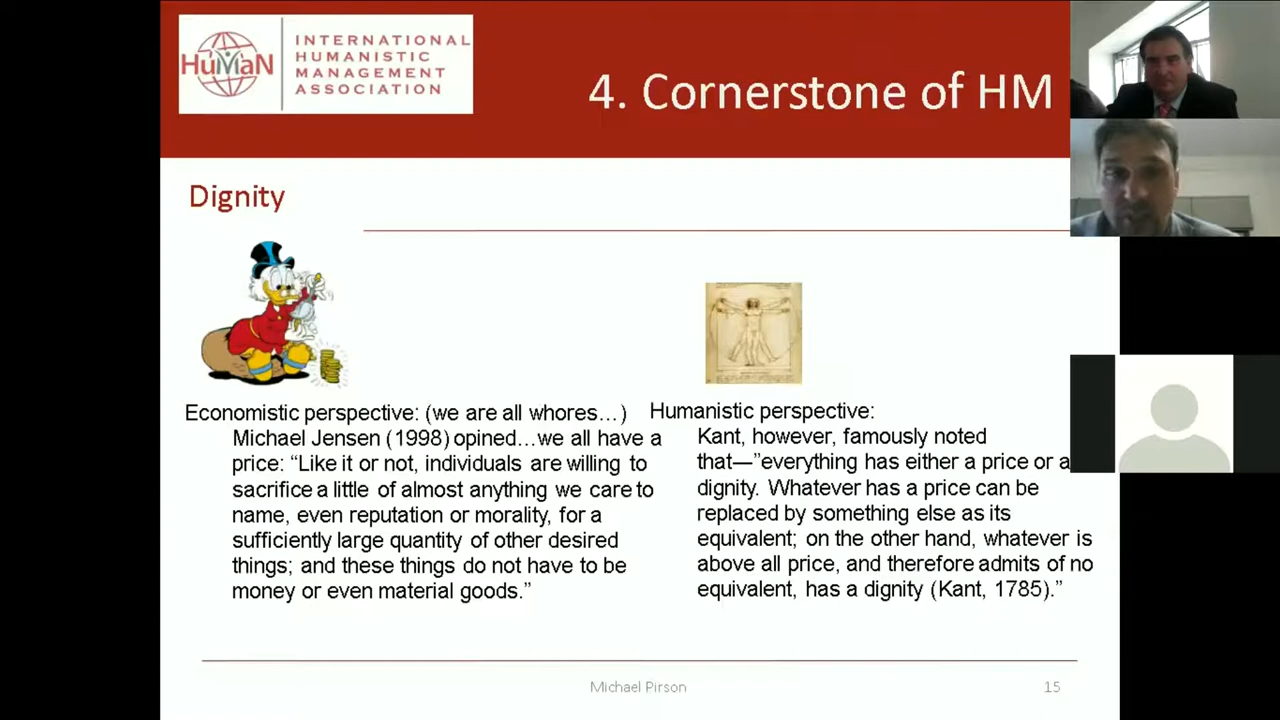 HuMaN
INTERNATIONAL
HUMANISTIC
MANAGEMENT
ASSOCIATION
4. Cornerstone of HM
Dignity
Economistic perspective: (we are all whores…)
Michael Jensen (1998) opined…we all have a
price: “Like it or not, individuals are willing to
sacrifice a little of almost anything we care to
name, even reputation or morality, for a
sufficiently large quantity of other desired
things; and these things do not have to be
money or even material goods.”
Humanistic perspective:
Kant, however, famously noted
that—”everything has either a price or a
dignity. Whatever has a price can be
replaced by something else as its
equivalent; on the other hand, whatever is
above all price, and therefore admits of no
equivalent, has a dignity (Kant, 1785).”
Michael Pirson
15